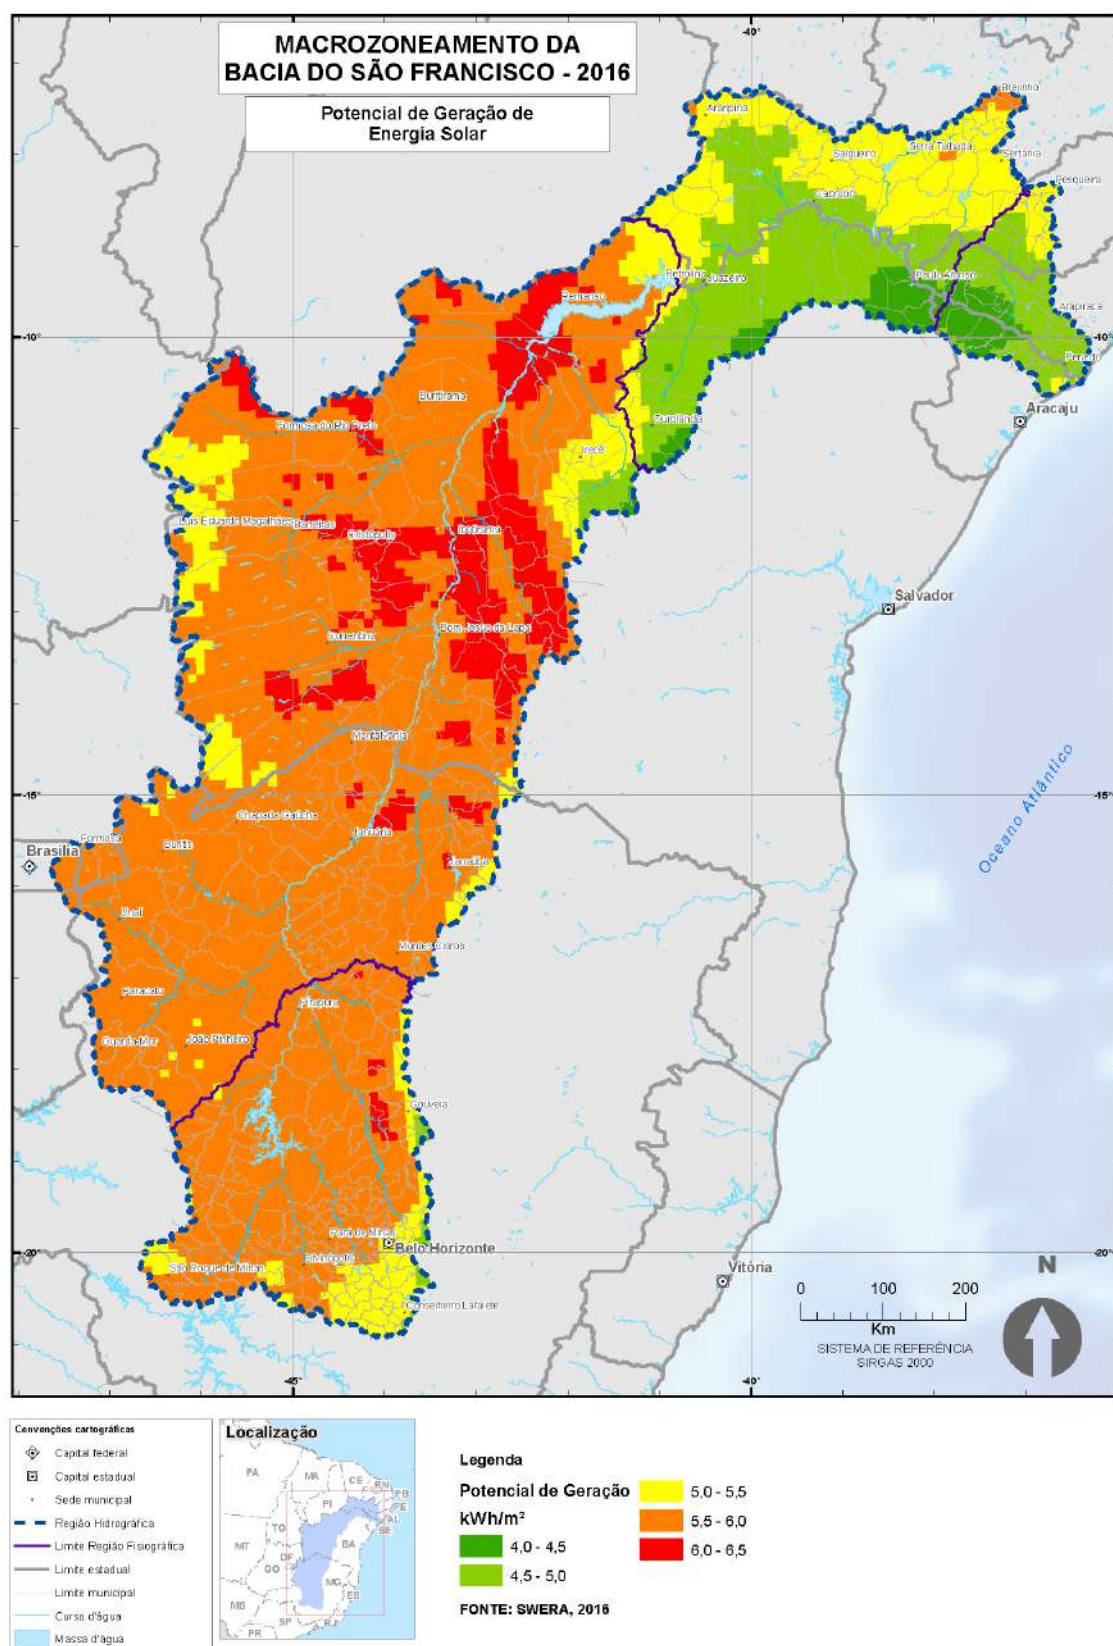 MACROZONEAMENTO DA
BACIA DO SÃO FRANCISCO - 2016
Potencial de Geração de
Energia Solar
-40°
Brejinho
Araripina
Salgueiro
Serra Talhada
Sertânia
Pesqueira
Cabrobó
Petrolina
Juazeiro
Paulo Afonso
Remanso
Arapiraca
-10°
-10°
Penedo
Buritirama
Aracaju
Formosa do Rio Preto
Ourolândia
Irecê
Luís Eduardo Magalhães
Barreiras
Cristópolis
Ibotirama
Salvador
Bom Jesus da Lapa
Correntina
Montalvânia
Oceano Atlântico
-15°
-15°
Chapada Gaúcha
Januária
Formosa
Buritis
Brasília
Janaúba
Unaí
Montes Claros
Paracatu
Pirapora
Guarda-Mor
João Pinheiro
Gouveia
Pará de Minas
Belo Horizonte
-20°
-20°
Divinópolis
São Roque de Minas
Vitória
N
Conselheiro Lafaiete
0 100 200
Km
SISTEMA DE REFERÊNCIA
SIRGAS 2000
-45°
-40°
Convenções cartográficas
Capital federal
Capital estadual
Sede municipal
Região Hidrográfica
Limite Região Fisiográfica
Limite estadual
Limite municipal
Curso d'água
Massa d'água
Localização
PA
MA
CE
RN
PB
PE
AL
SE
PI
TO
BA
MT
DF
GO
MG
ES
MS
SP
RJ
PR
Legenda
Potencial de Geração
kWh/m²
4,0 - 4,5
4,5 - 5,0
5,0 - 5,5
5,5 - 6,0
6,0 - 6,5
FONTE: SWERA, 2016